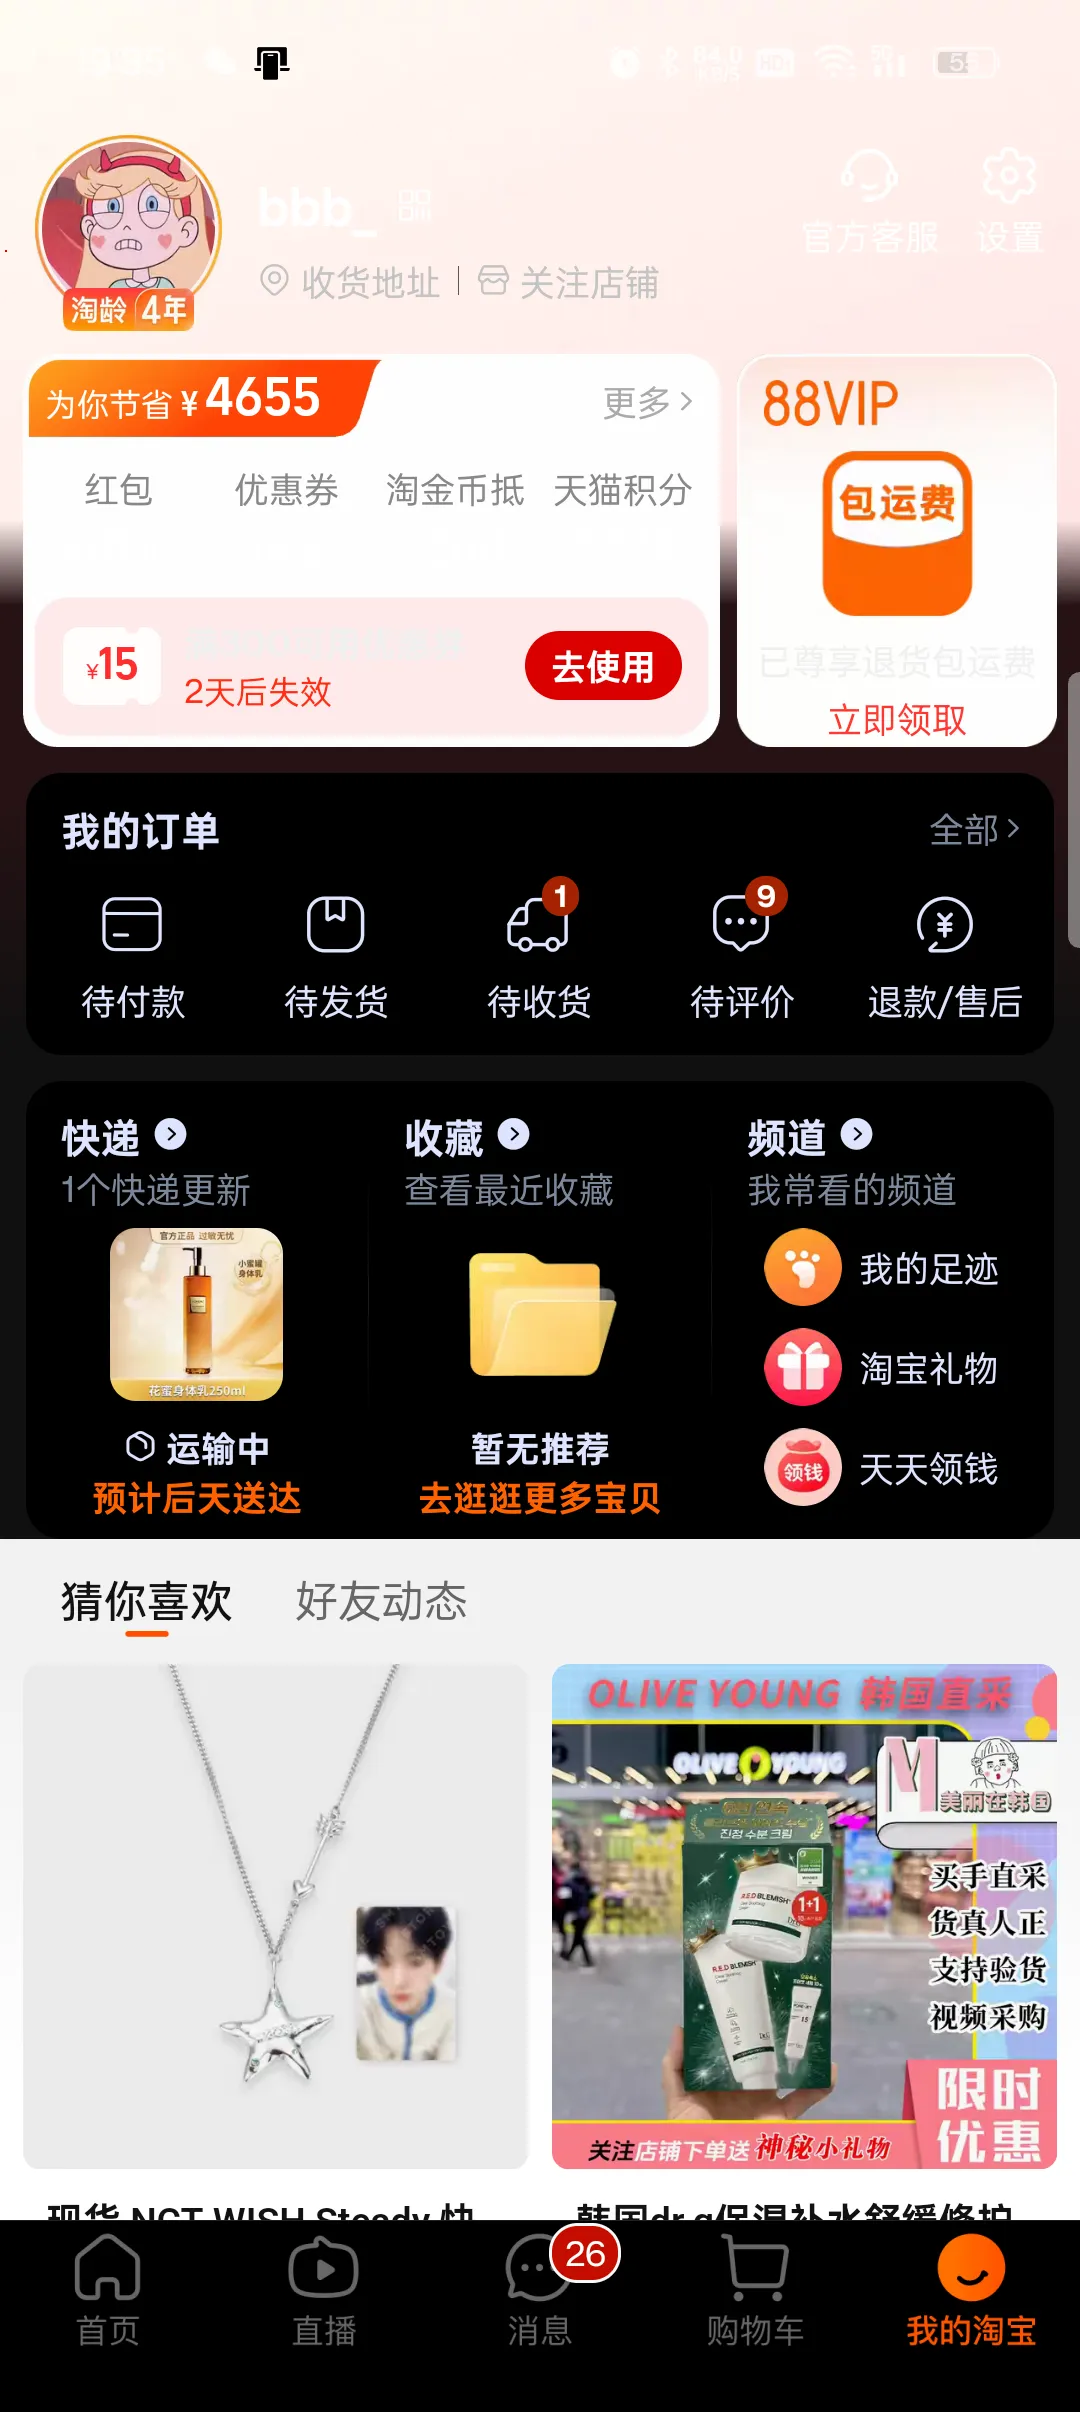 5
bbb_
官方客服
设置
收货地址
关注店铺
淘龄 4年
为你节省 ¥4655
更多
红包
优惠券
淘金币抵
天猫积分
¥15
2天后失效
去使用
88VIP
包运费
已尊享退货包运费
立即领取
我的订单
全部
1
9
待付款
待发货
待收货
待评价
退款/售后
快递
1个快递更新
官方正品 过敏无忧
小蜜罐
身体乳
花蜜身体乳250ml
运输中
预计后天送达
收藏
查看最近收藏
暂无推荐
去逛逛更多宝贝
频道
我常看的频道
我的足迹
淘宝礼物
领钱
天天领钱
猜你喜欢
好友动态
OLIVE YOUNG 韩国直采
OLIVE YOUNG
美丽在韩国
진정 수분 크림
R.E.D BLEMISH
1+1
R.E.D BLEMISH
买手直采
货真人正
支持验货
视频采购
限时
优惠
关注店铺下单送 神秘小礼物
现货 NCT WISH Steady 快
韩国dr.g保湿补水舒缓修护
首页
直播
26
消息
购物车
我的淘宝